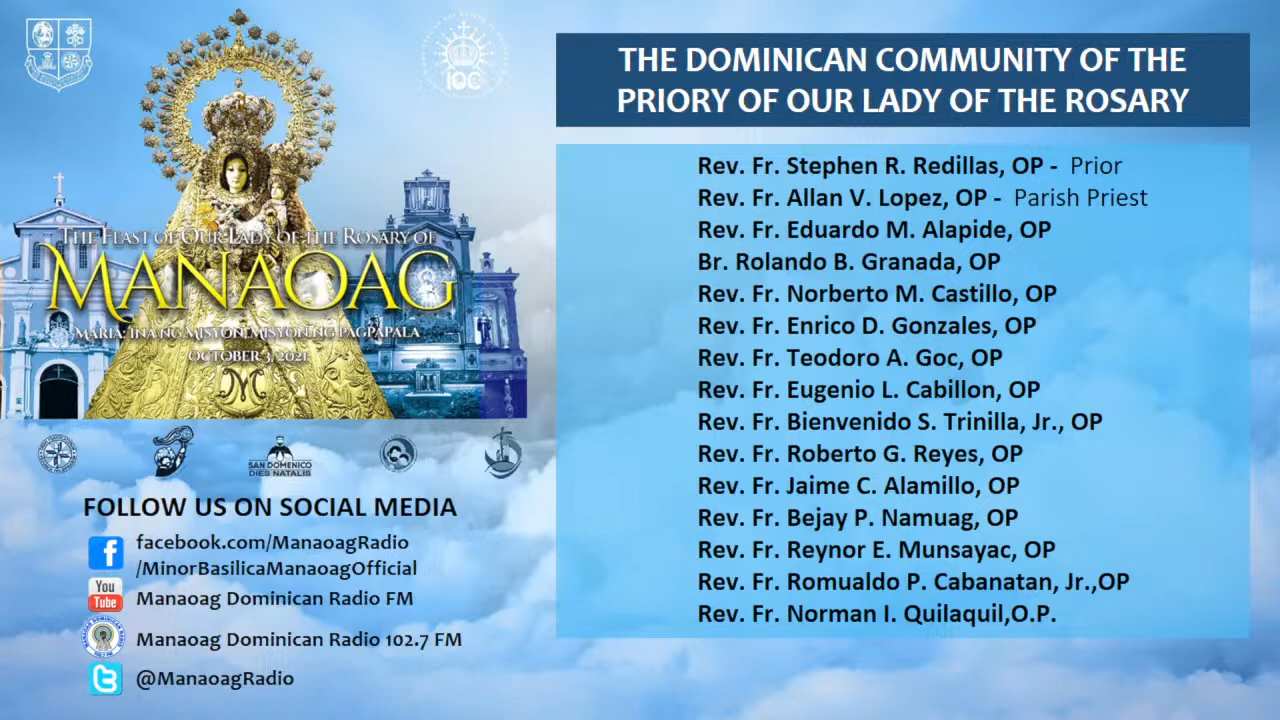 IQC
THE FEAST OF OUR LADY OF THE ROSARY OF
MANAOAG
MARIA: INA NG MISYON, MISYON NG PAGPAPALA
OCTOBER 3, 2021
SAN DOMENICO
DIES NATALIS
FOLLOW US ON SOCIAL MEDIA
facebook.com/ManaoagRadio
/MinorBasilicaManaoagOfficial
You
Tube
Manaoag Dominican Radio FM
Manaoag Dominican Radio 102.7 FM
@ManaoagRadio
THE DOMINICAN COMMUNITY OF THE
PRIORY OF OUR LADY OF THE ROSARY
Rev. Fr. Stephen R. Redillas, OP - Prior
Rev. Fr. Allan V. Lopez, OP - Parish Priest
Rev. Fr. Eduardo M. Alapide, OP
Br. Rolando B. Granada, OP
Rev. Fr. Norberto M. Castillo, OP
Rev. Fr. Enrico D. Gonzales, OP
Rev. Fr. Teodoro A. Goc, OP
Rev. Fr. Eugenio L. Cabillon, OP
Rev. Fr. Bienvenido S. Trinilla, Jr., OP
Rev. Fr. Roberto G. Reyes, OP
Rev. Fr. Jaime C. Alamillo, OP
Rev. Fr. Bejay P. Namuag, OP
Rev. Fr. Reynor E. Munsayac, OP
Rev. Fr. Romualdo P. Cabanatan, Jr.,OP
Rev. Fr. Norman I. Quilaquil,O.P.